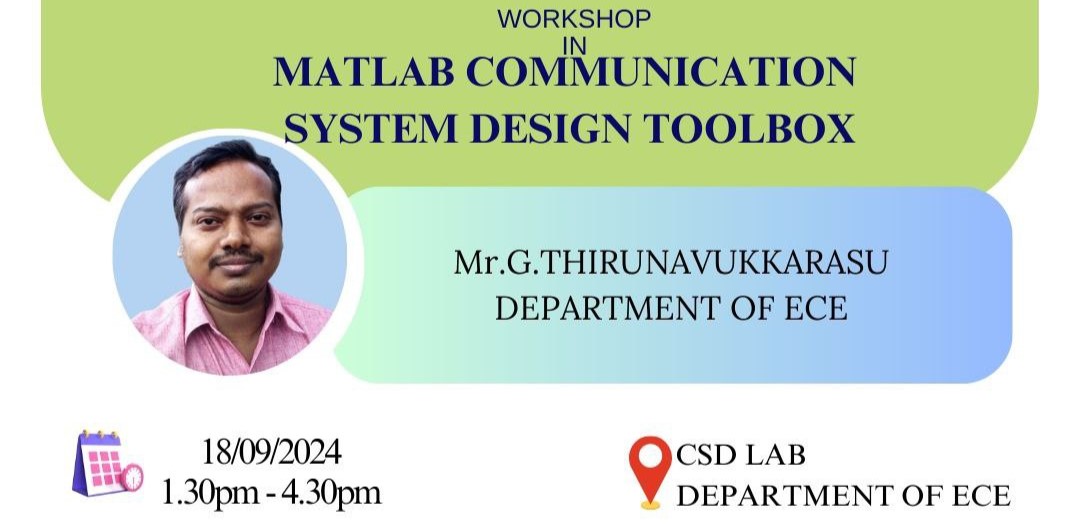 WORKSHOP
IN
MATLAB COMMUNICATION
SYSTEM DESIGN TOOLBOX
Mr.G.THIRUNAVUKKARASU
DEPARTMENT OF ECE
18/09/2024
1.30pm - 4.30pm
CSD LAB
DEPARTMENT OF ECE